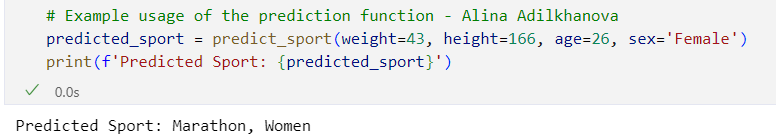 # Example usage of the prediction function - Alina Adilkhanova
predicted_sport = predict_sport(weight=43, height=166, age=26, sex='Female')
print(f'Predicted Sport: {predicted_sport}')
0.0s
Predicted Sport: Marathon, Women